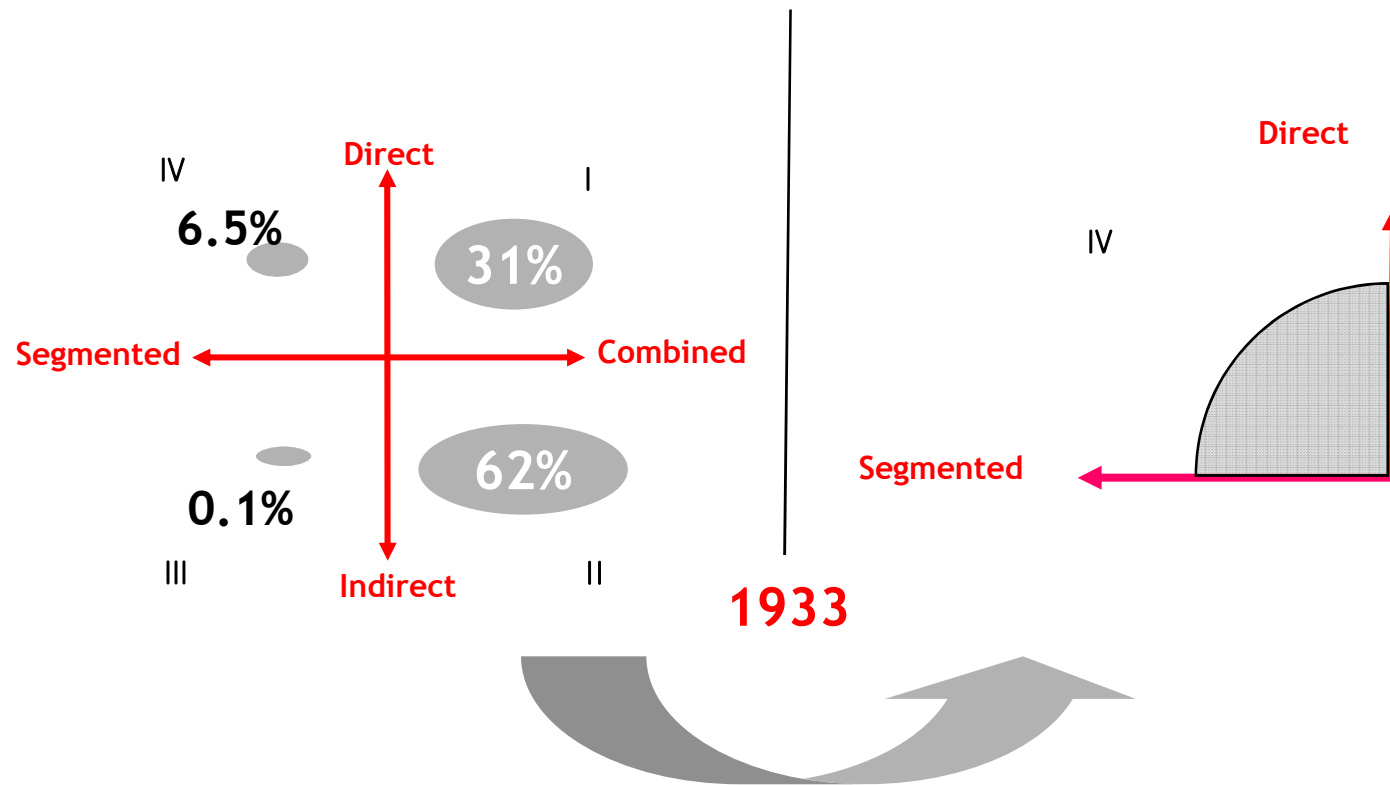 Direct
IV
I
6.5%
31%
Segmented
Combined
62%
0.1%
III
II
Indirect
1933
Direct
IV
Segmented